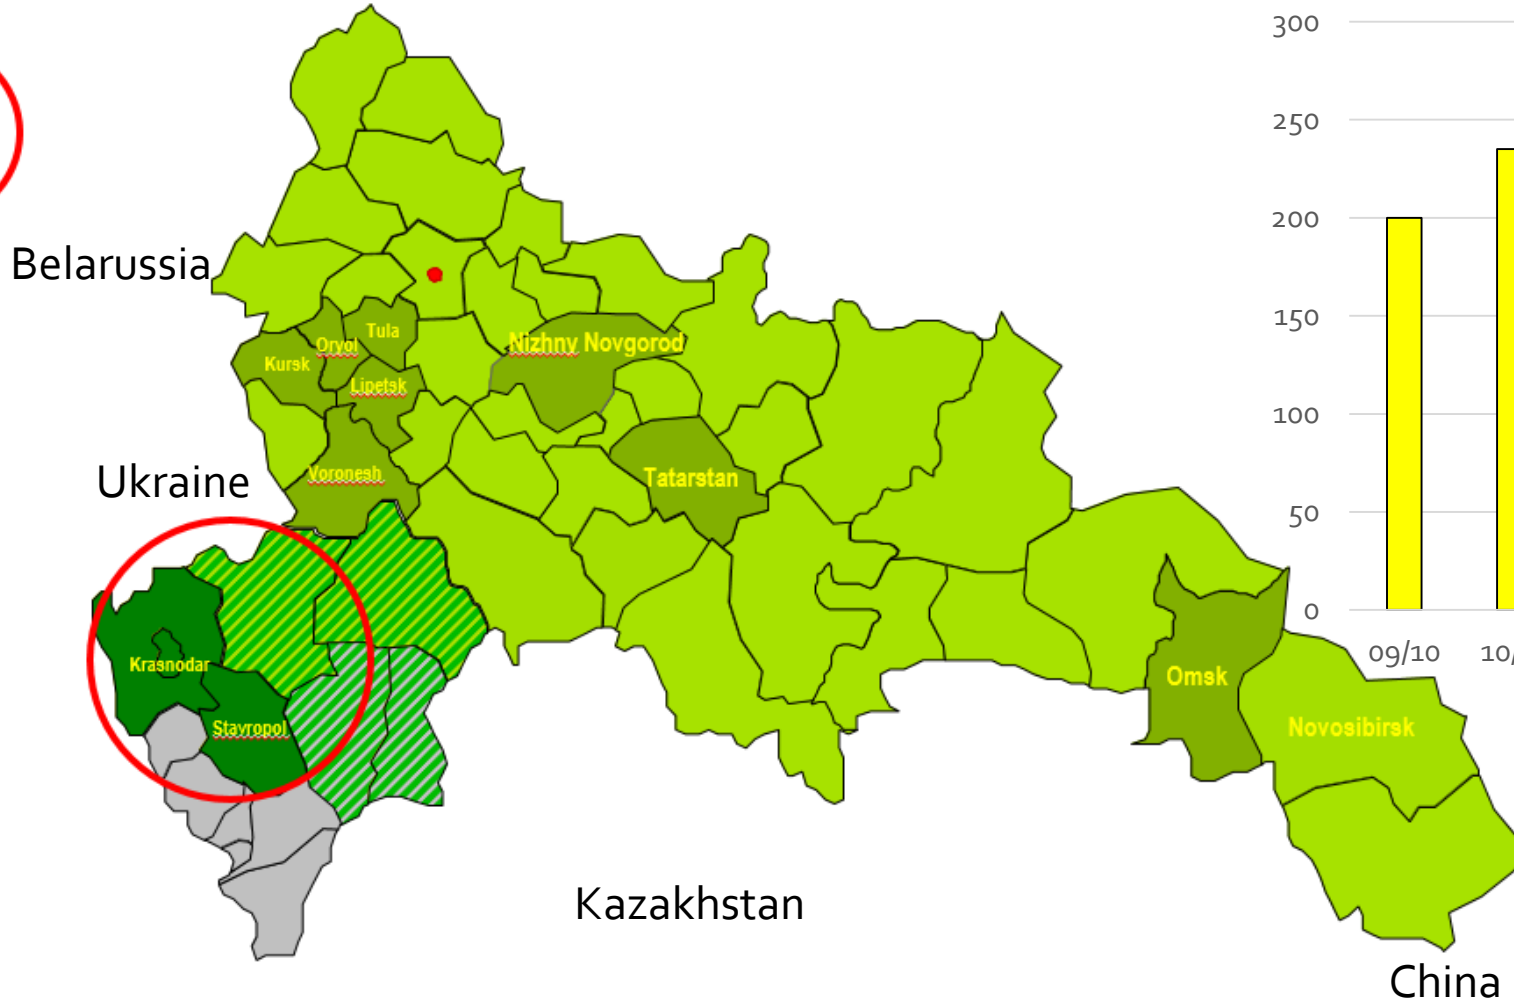 300
250
200
150
100
50
0
09/10
Belarussia
Tula
Oryol
Kursk
Lipetsk
Nizhny Novgorod
Voronesh
Tatarstan
Ukraine
Krasnodar
Stavropol
Omsk
Novosibirsk
Kazakhstan
China